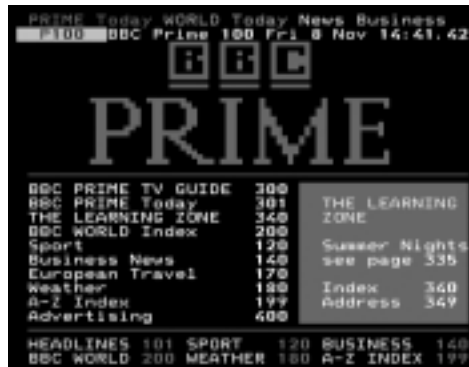 PRIME Today WORLD Today News Business
P100 BBC Prime 100 Fri 8 Nov 14:41.42
BBC
PRIME
BBC PRIME TV GUIDE 300
BBC PRIME Today 301
THE LEARNING ZONE 340
BBC WORLD Index 200
Sport 120
Business News 140
European Travel 170
Weather 180
A-Z Index 199
Advertising 400
THE LEARNING
ZONE
Summer Nights
see page 335
Index 340
Address 349
HEADLINES 101 SPORT 120 BUSINESS 140
BBC WORLD 200 WEATHER 180 A-Z INDEX 199